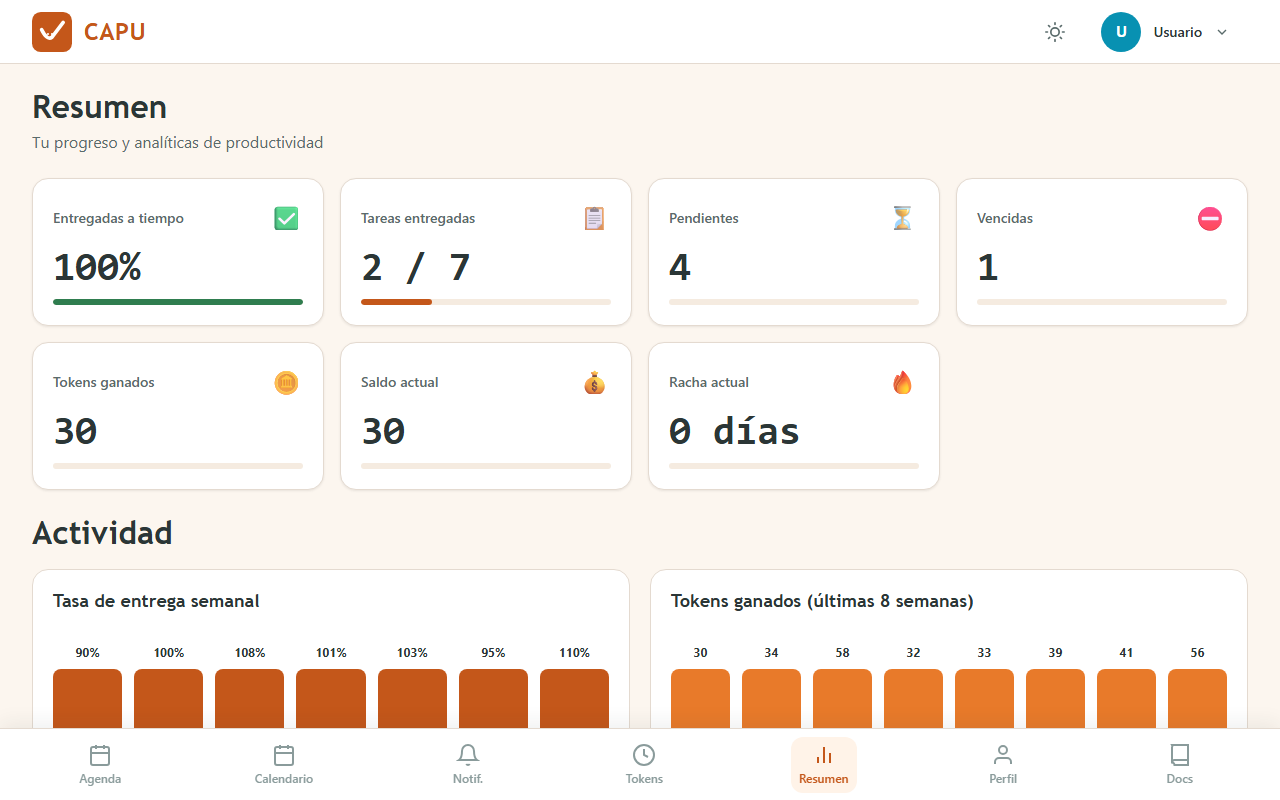 CAPU
U Usuario
Resumen
Tu progreso y analíticas de productividad
Entregadas a tiempo
100%
Tareas entregadas
2 / 7
Pendientes
4
Vencidas
1
Tokens ganados
30
Saldo actual
30
Racha actual
0 días
Actividad
Tasa de entrega semanal
90% 100% 108% 101% 103% 95% 110%
Tokens ganados (últimas 8 semanas)
30 34 58 32 33 39 41 56
Agenda Calendario Notif. Tokens Resumen Perfil Docs